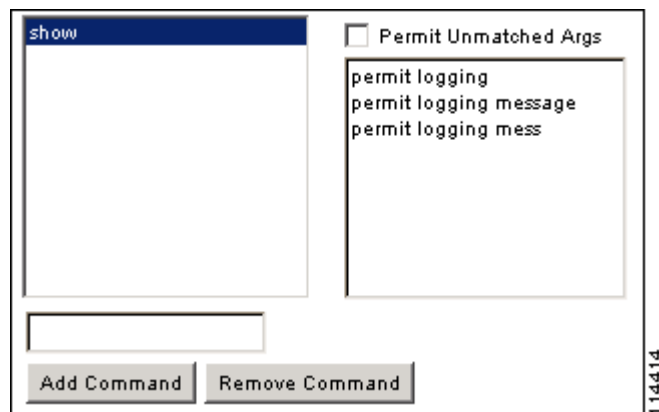 show
Permit Unmatched Args
permit logging
permit logging message
permit logging mess
Add Command
Remove Command
114414